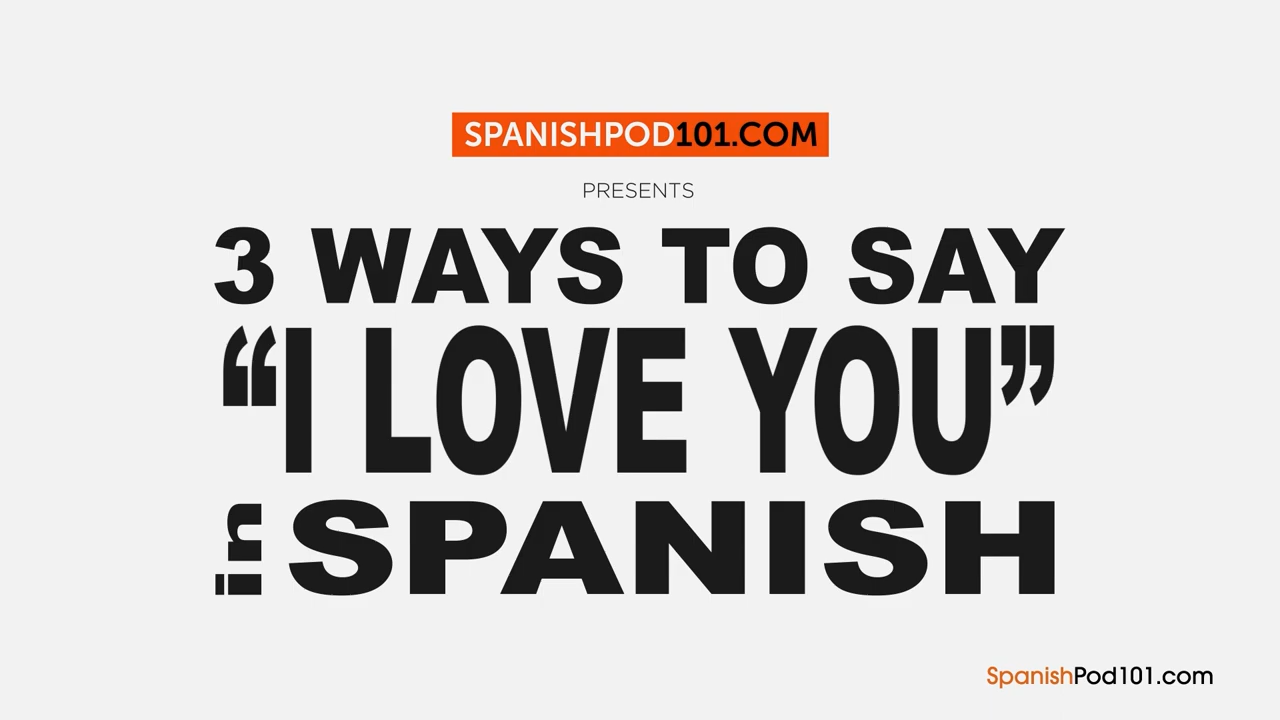 SPANISHPOD101.COM
PRESENTS
3 WAYS TO SAY
“I LOVE YOU”
in SPANISH
SpanishPod101.com